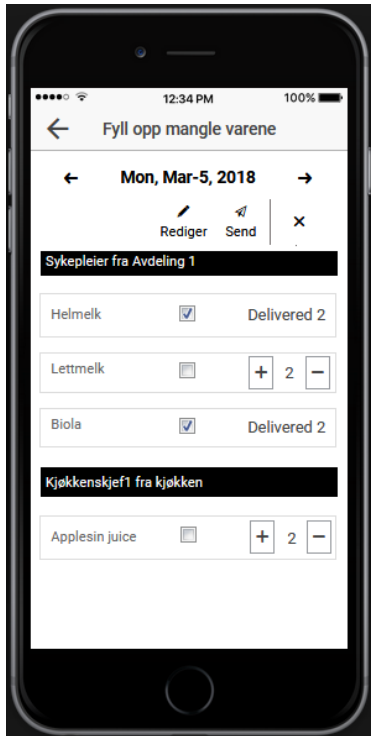 12:34 PM 100%
Fyll opp mangle varene
Mon, Mar-5, 2018
Rediger Send
Sykepleier fra Avdeling 1
Helmelk Delivered 2
Lettmelk + 2 −
Biola Delivered 2
Kjøkkenskjef1 fra kjøkken
Applesin juice + 2 −